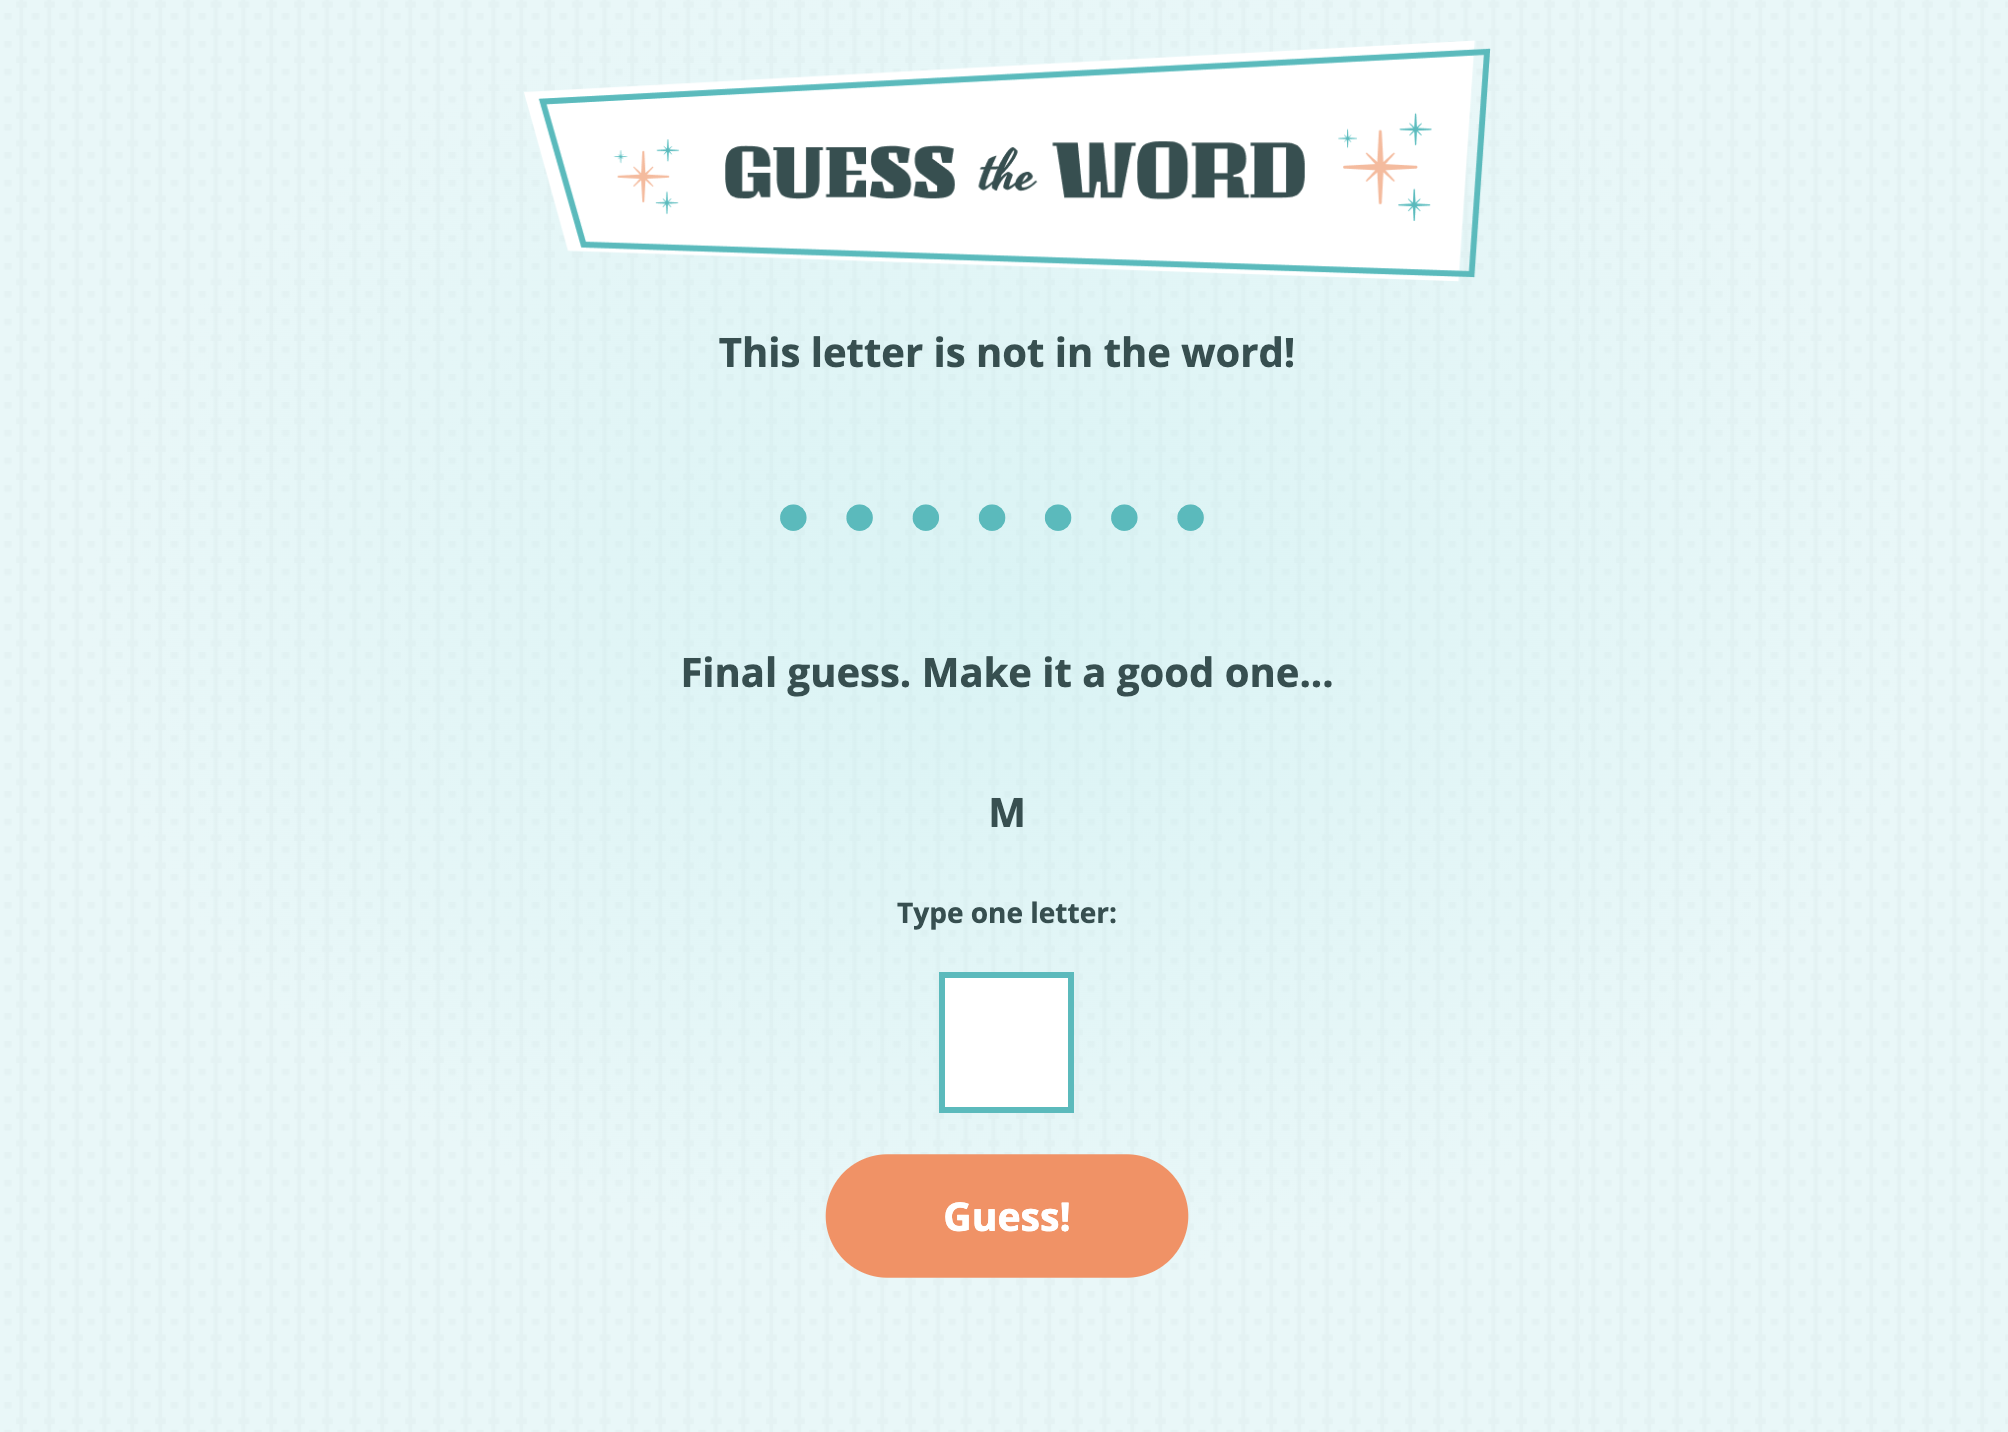 GUESS the WORD
This letter is not in the word!
Final guess. Make it a good one...
M
Type one letter:
Guess!